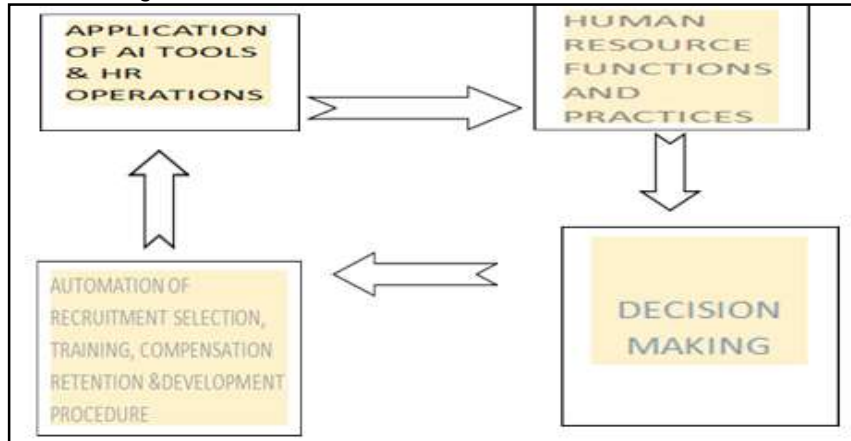 APPLICATION
OF AI TOOLS
& HR
OPERATIONS
HUMAN
RESOURCE
FUNCTIONS
AND
PRACTICES
DECISION
MAKING
AUTOMATION OF
RECRUITMENT SELECTION,
TRAINING, COMPENSATION
RETENTION &DEVELOPMENT
PROCEDURE